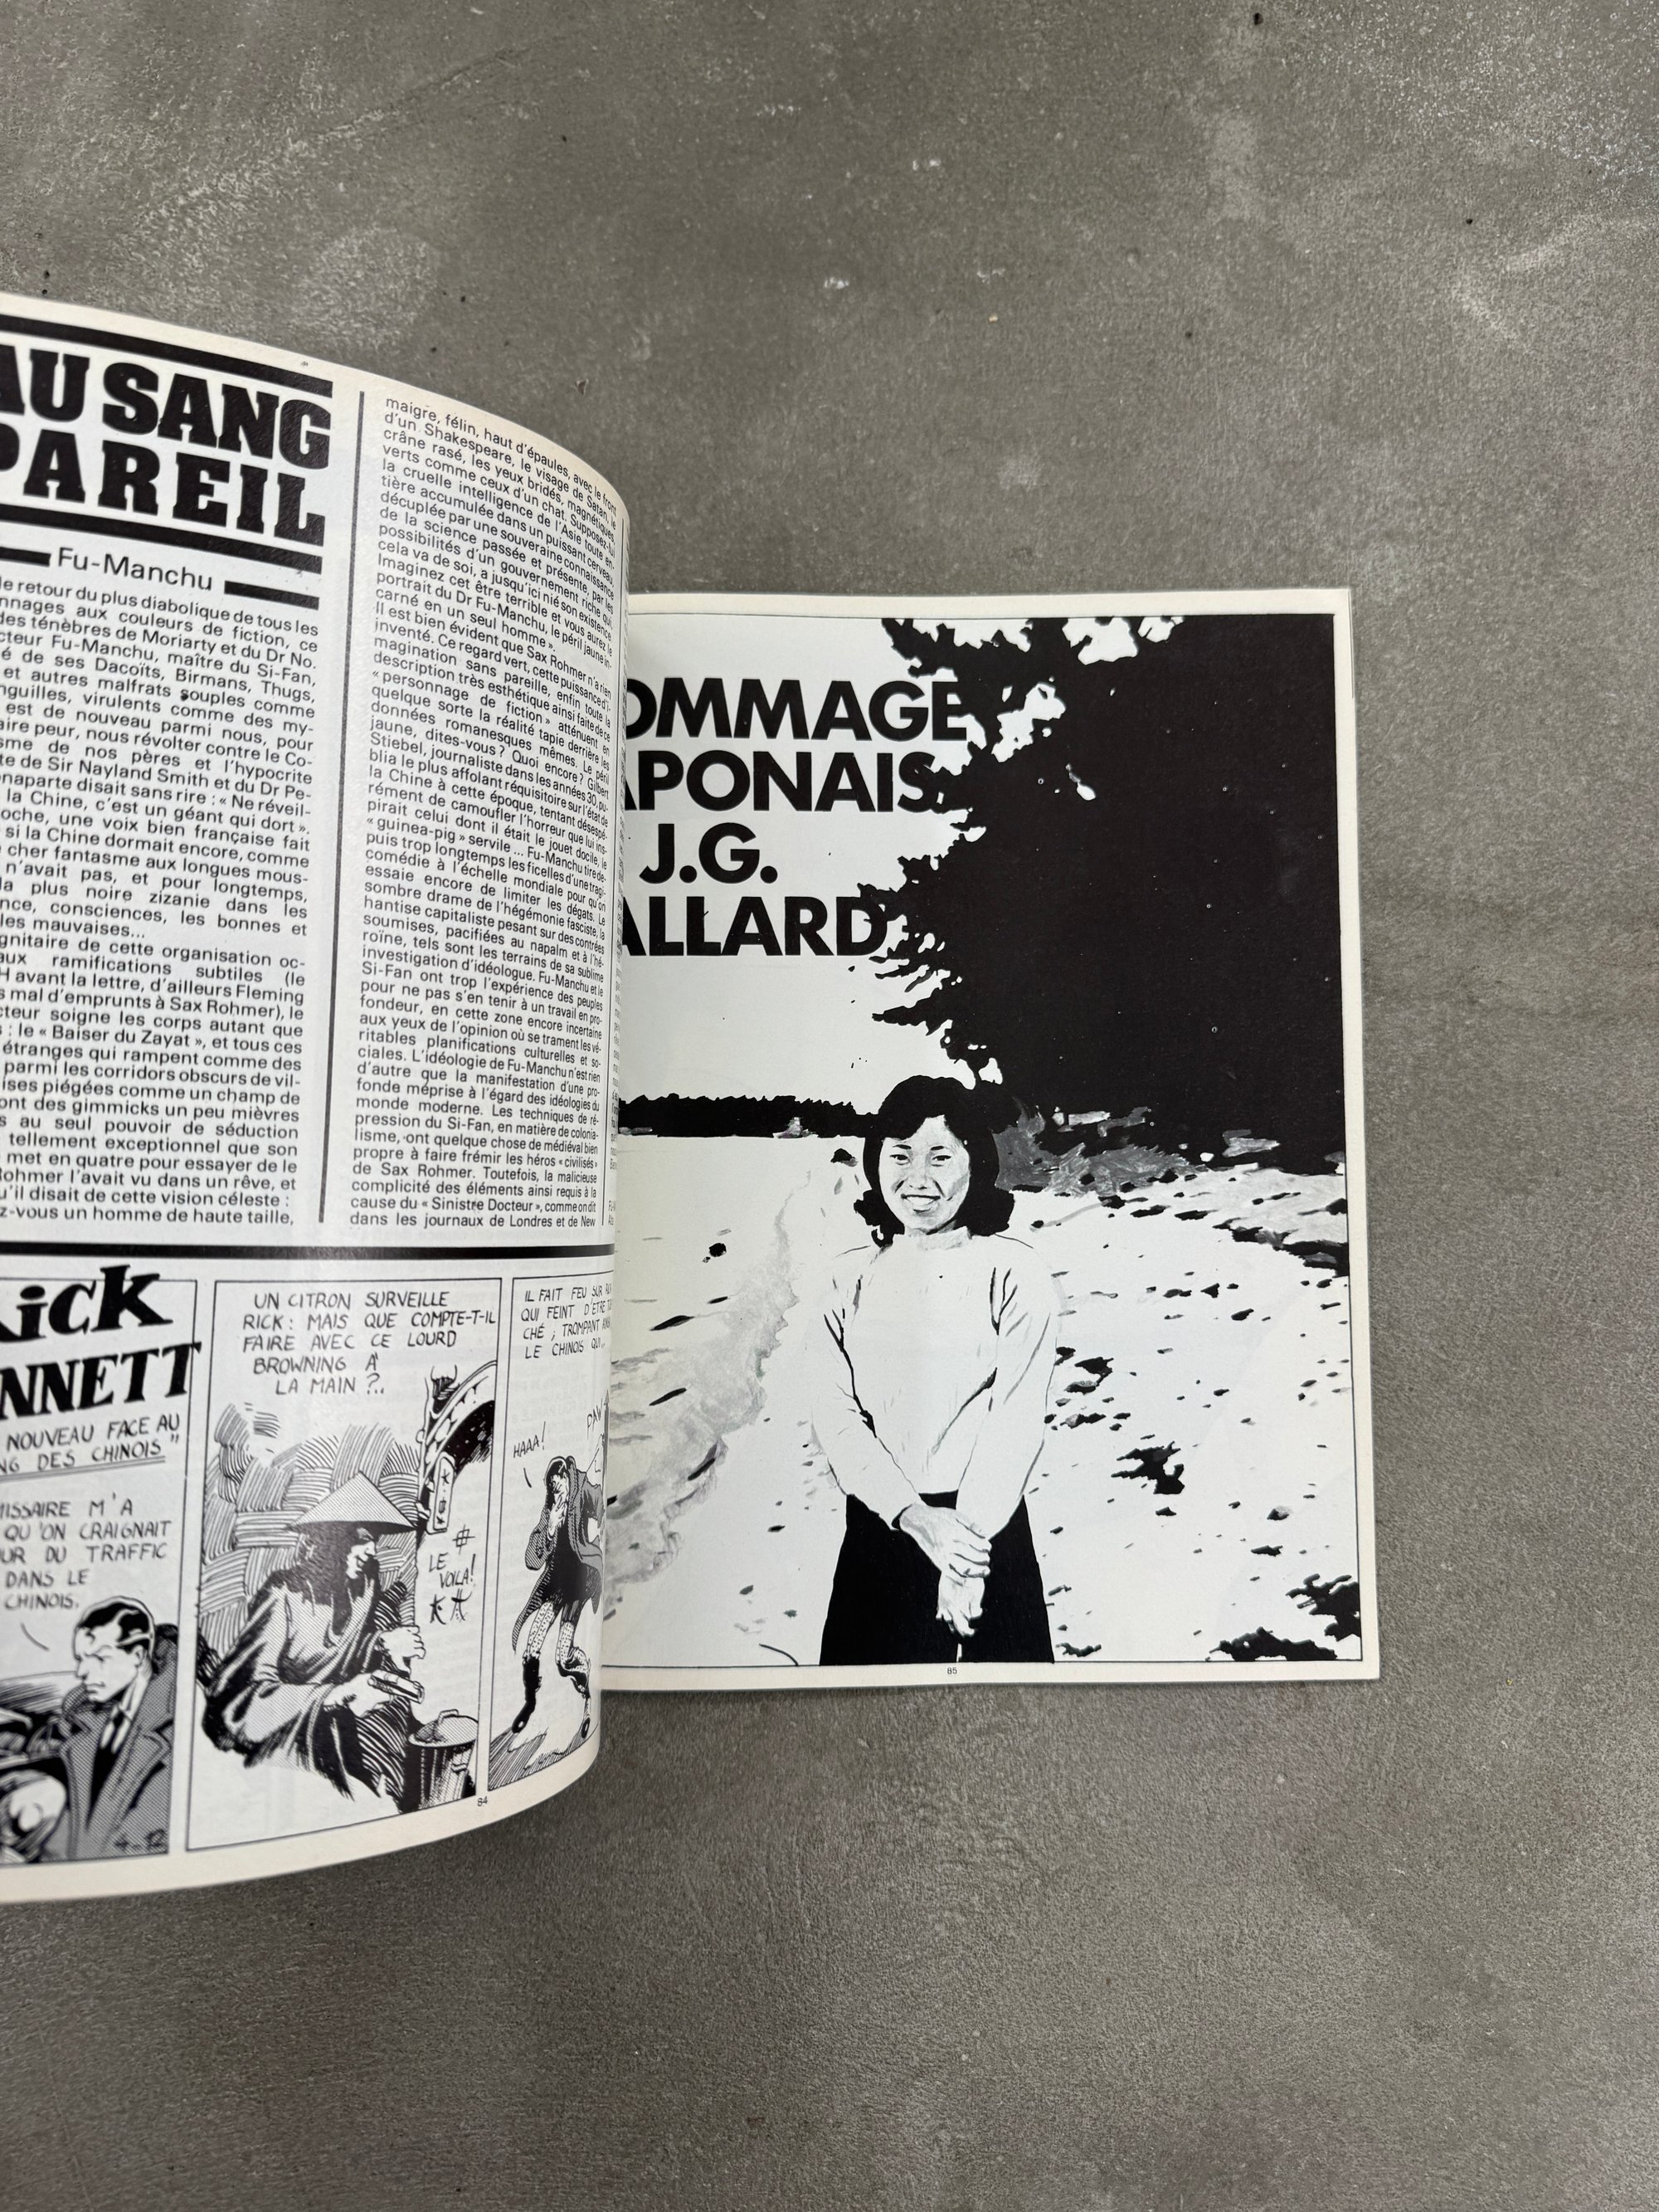 AU SANG
PAREIL
Fu-Manchu
le retour du plus diabolique de tous les
nnages aux couleurs de fiction, ce
des ténèbres de Moriarty et du Dr No.
cteur Fu-Manchu, maître du Si-Fan,
é de ses Dacoïts, Birmans, Thugs,
et autres malfrats souples comme
nguilles, virulents comme des my-
est de nouveau parmi nous, pour
aire peur, nous révolter contre le Co-
sme de nos pères et l'hypocrite
te de Sir Nayland Smith et du Dr Pe-
naparte disait sans rire : « Ne réveil-
la Chine, c'est un géant qui dort ».
oche, une voix bien française fait
si la Chine dormait encore, comme
cher fantasme aux longues mous-
n'avait pas, et pour longtemps,
la plus noire zizanie dans les
nce, consciences, les bonnes et
les mauvaises...
gnitaire de cette organisation oc-
aux ramifications subtiles (le
H avant la lettre, d'ailleurs Fleming
s mal d'emprunts à Sax Rohmer), le
cteur soigne les corps autant que
s : le « Baiser du Zayat », et tous ces
étranges qui rampent comme des
parmi les corridors obscurs de vil-
ises piégées comme un champ de
ont des gimmicks un peu mièvres
s au seul pouvoir de séduction
tellement exceptionnel que son
met en quatre pour essayer de le
Rohmer l'avait vu dans un rêve, et
u'il disait de cette vision céleste :
z-vous un homme de haute taille,
maigre, félin, haut d'épaules, avec le front
d'un Shakespeare, le visage de Satan, le
crâne rasé, les yeux bridés, magnétiques,
verts comme ceux d'un chat. Supposez-lui
la cruelle intelligence de l'Asie toute en-
tière accumulée dans un puissant cerveau,
décuplée par une souveraine connaissance
de la science passée et présente, par les
possibilités d'un gouvernement riche qui
cela va de soi, a jusqu'ici nié son existence
Imaginez cet être terrible et vous aurez le
portrait du Dr Fu-Manchu, le péril jaune in-
carné en un seul homme ».
Il est bien évident que Sax Rohmer n'a rien
inventé. Ce regard vert, cette puissance d'i-
magination sans pareille, enfin toute la
description très esthétique ainsi faite de ce
« personnage de fiction » atténuent en
quelque sorte la réalité tapie derrière les
données romanesques mêmes. Le péril
jaune, dites-vous ? Quoi encore ? Gilbert
Stiebel, journaliste dans les années 30, pu-
blia le plus affolant réquisitoire sur l'état de
la Chine à cette époque, tentant désespé-
rément de camoufler l'horreur que lui ins-
pirait celui dont il était le jouet docile, le
« guinea-pig » servile ... Fu-Manchu tire de-
puis trop longtemps les ficelles d'une tragi-
comédie à l'échelle mondiale pour qu'on
essaie encore de limiter les dégats. Le
sombre drame de l'hégémonie fasciste, la
hantise capitaliste pesant sur des contrées
soumises, pacifiées au napalm et à l'hé-
roïne, tels sont les terrains de sa sublime
investigation d'idéologue. Fu-Manchu et le
Si-Fan ont trop l'expérience des peuples
pour ne pas s'en tenir à un travail en pro-
fondeur, en cette zone encore incertaine
aux yeux de l'opinion où se trament les vé-
ritables planifications culturelles et so-
ciales. L'idéologie de Fu-Manchu n'est rien
d'autre que la manifestation d'une pro-
fonde méprise à l'égard des idéologies du
monde moderne. Les techniques de ré-
pression du Si-Fan, en matière de colonia-
lisme, ont quelque chose de médiéval bien
propre à faire frémir les héros « civilisés »
de Sax Rohmer. Toutefois, la malicieuse
complicité des éléments ainsi requis à la
cause du « Sinistre Docteur », comme on dit
dans les journaux de Londres et de New
RiCK
NNETT
NOUVEAU FACE AU
NG DES CHINOIS"
MISSAIRE M'A
QU'ON CRAIGNAIT
UR DU TRAFFIC
DANS LE
CHINOIS.
UN CITRON SURVEILLE
RICK : MAIS QUE COMPTE-T-IL
FAIRE AVEC CE LOURD
BROWNING A
LA MAIN ?..
LE
VOILA!
IL FAIT FEU SUR
QUI FEINT D'ETRE
CHÉ ; TROMPANT
LE CHINOIS QUI..
HAAA!
84
OMMAGE
APONAIS
J.G.
ALLARD
85